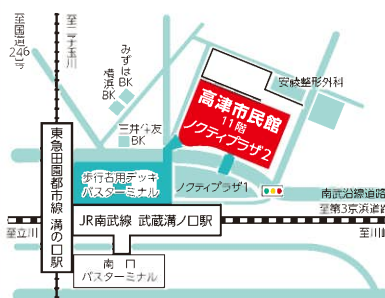 至国道246号
至二子玉川
みずほBK
横浜BK
三井住友BK
安藤整形外科
高津市民館
11階
ノクティプラザ2
歩行者用デッキ
バスターミナル
ノクティプラザ1
南武沿線道路
至第3京浜道路
東急田園都市線 溝の口駅
JR南武線 武蔵溝ノ口駅
至立川
至川崎
南口
バスターミナル